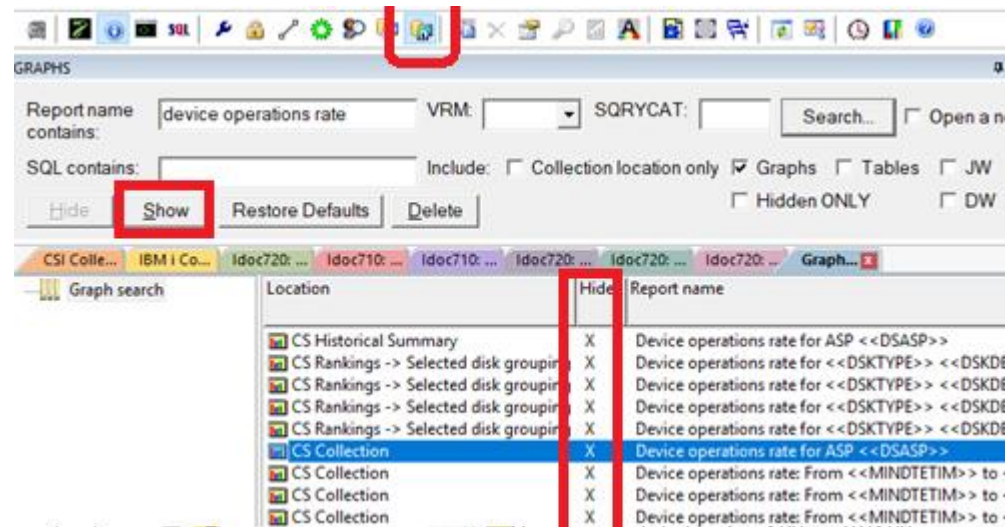 SQL
GRAPHS
Report name contains:
device operations rate
VRM:
SQRYCAT:
Search...
Open a n
SQL contains:
Include:
Collection location only
Graphs
Tables
JW
Hidden ONLY
DW
Hide
Show
Restore Defaults
Delete
CSI Colle...
IBM i Co...
Idoc720: ...
Idoc710: ...
Idoc710: ...
Idoc720: ...
Idoc720: ...
Idoc720: ...
Graph...
Graph search
Location Hide Report name
CS Historical Summary X Device operations rate for ASP <<DSASP>>
CS Rankings -> Selected disk grouping X Device operations rate for <<DSKTYPE>> <<DSKDE
CS Rankings -> Selected disk grouping X Device operations rate for <<DSKTYPE>> <<DSKDE
CS Rankings -> Selected disk grouping X Device operations rate for <<DSKTYPE>> <<DSKDE
CS Rankings -> Selected disk grouping X Device operations rate for <<DSKTYPE>> <<DSKDE
CS Collection X Device operations rate for ASP <<DSASP>>
CS Collection X Device operations rate: From <<MINDTETIM>> to
CS Collection X Device operations rate: From <<MINDTETIM>> to
CS Collection X Device operations rate: From <<MINDTETIM>> to